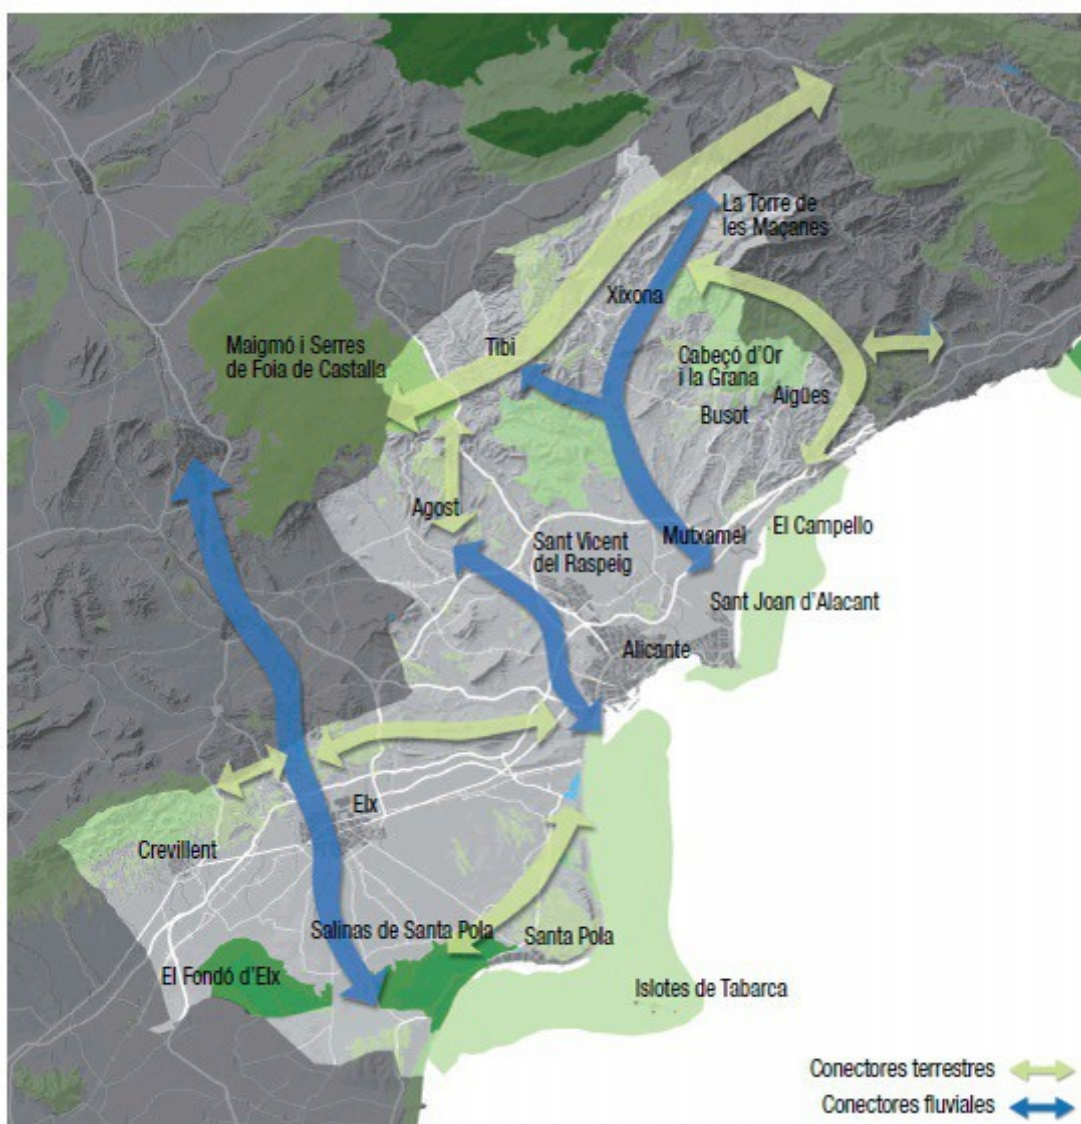 La Torre de
les Maçanes
Xixona
Maigmó i Serres
de Foia de Castalla
Tibi
Cabeçó d'Or
i la Grana
Aigües
Busot
Agost
Mutxamel
El Campello
Sant Vicent
del Raspeig
Sant Joan d'Alacant
Alicante
Elx
Crevillent
Salinas de Santa Pola
Santa Pola
El Fondó d'Elx
Islotes de Tabarca
Conectores terrestres
Conectores fluviales